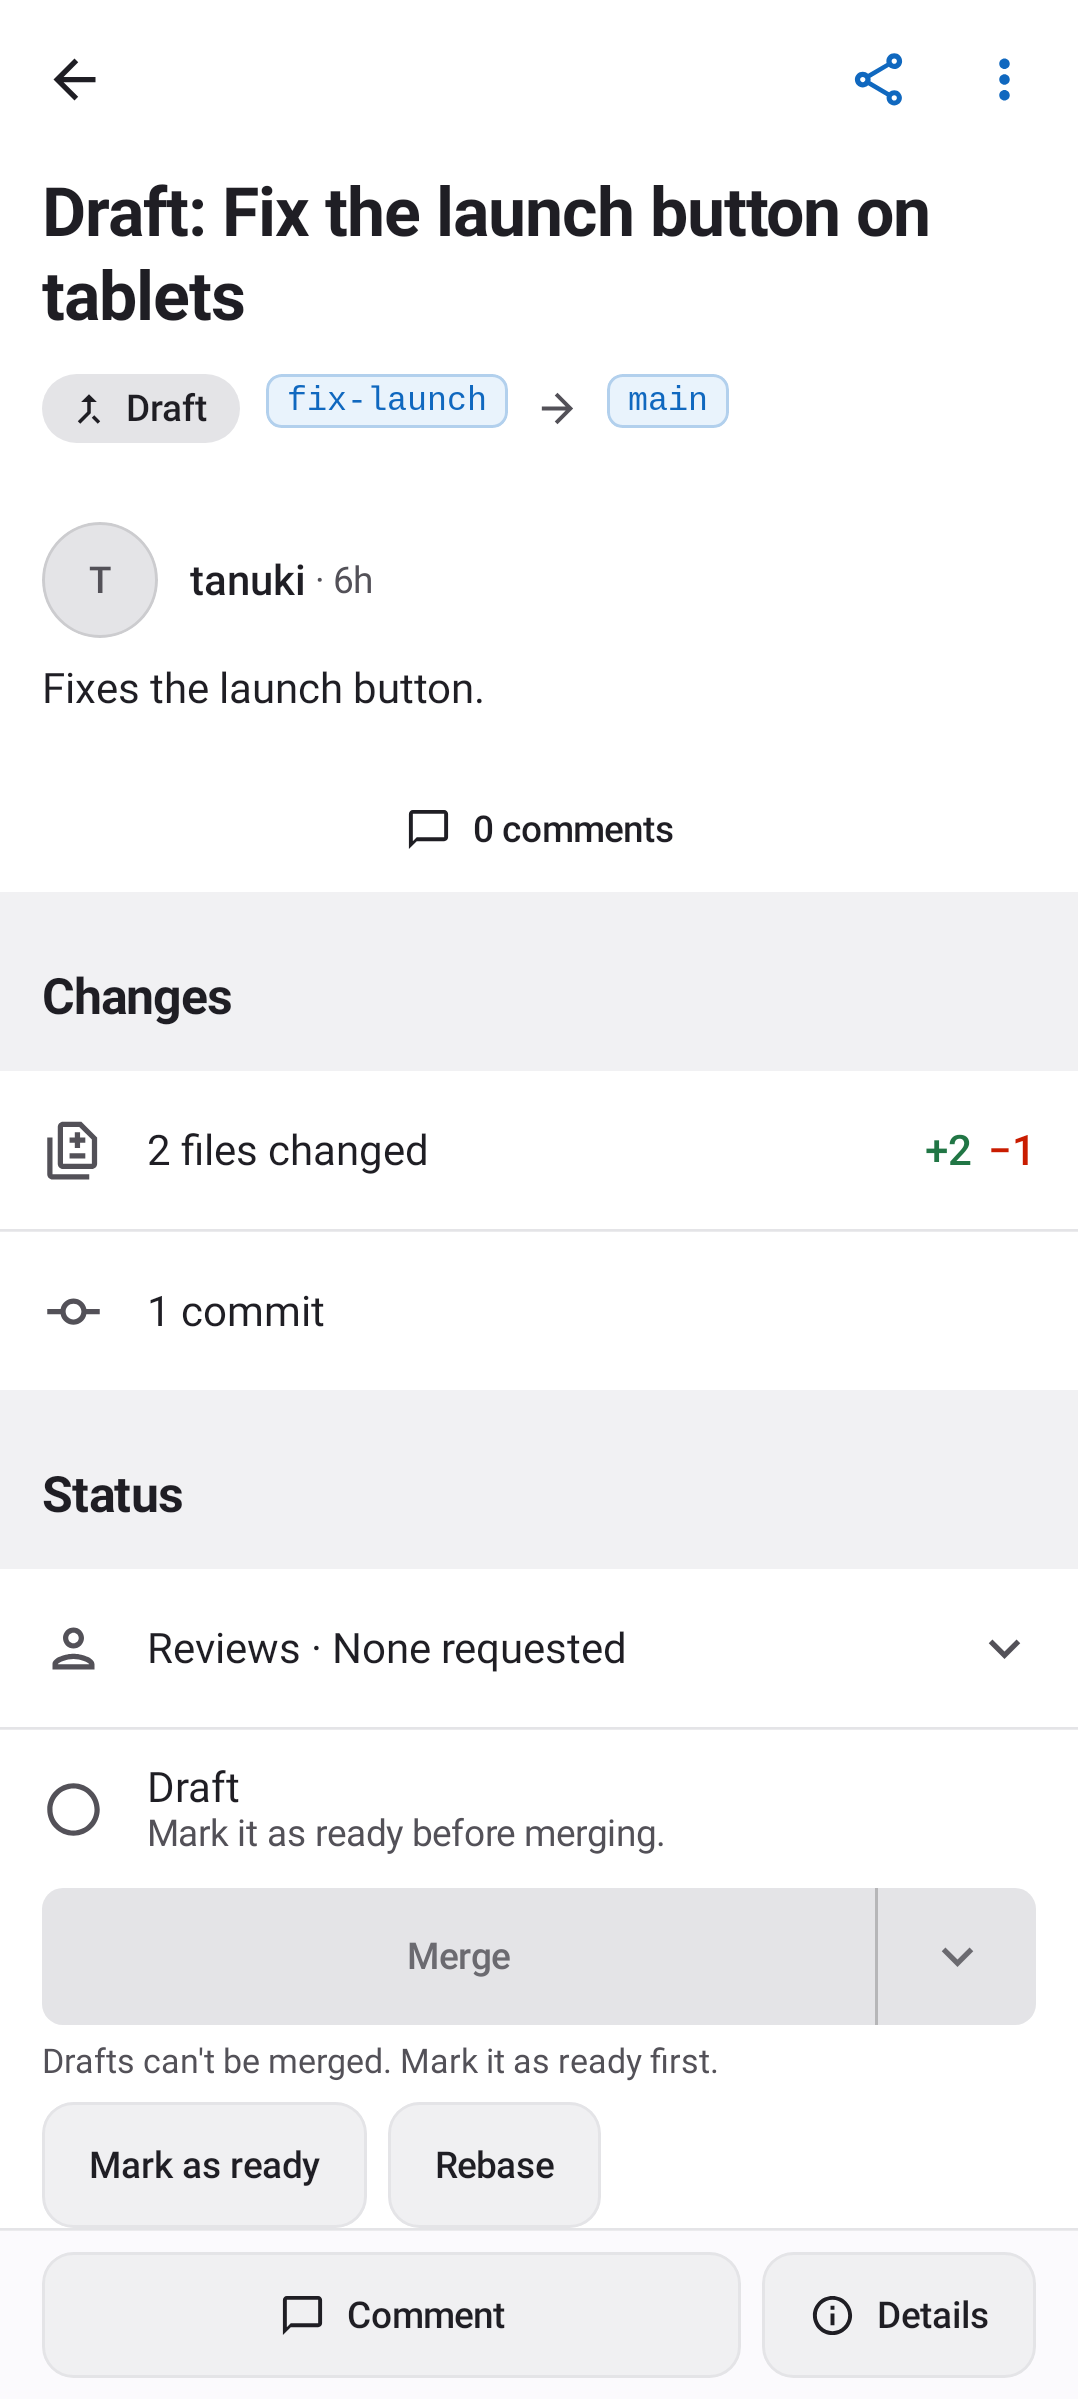 Draft: Fix the launch button on
tablets
Draft
fix-launch
main
T
tanuki · 6h
Fixes the launch button.
0 comments
Changes
2 files changed
+2 −1
1 commit
Status
Reviews · None requested
Draft
Mark it as ready before merging.
Merge
Drafts can't be merged. Mark it as ready first.
Mark as ready
Rebase
Comment
Details